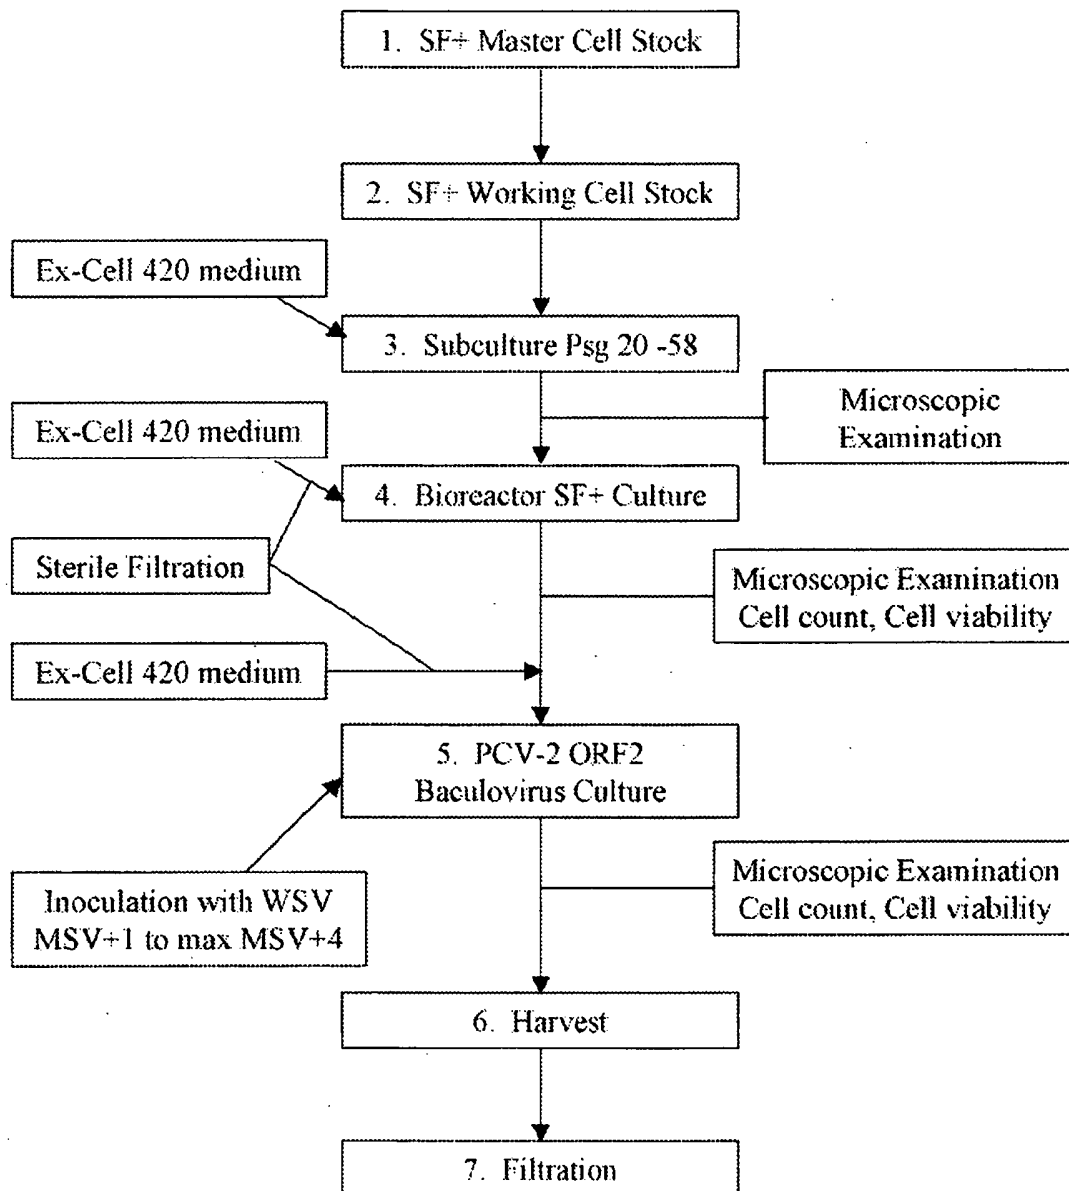 1. SF+ Master Cell Stock
2. SF+ Working Cell Stock
Ex-Cell 420 medium
3. Subculture Psg 20 -58
Microscopic
Examination
Ex-Cell 420 medium
4. Bioreactor SF+ Culture
Sterile Filtration
Microscopic Examination
Cell count, Cell viability
Ex-Cell 420 medium
5. PCV-2 ORF2
Baculovirus Culture
Inoculation with WSV
MSV+1 to max MSV+4
Microscopic Examination
Cell count, Cell viability
6. Harvest
7. Filtration